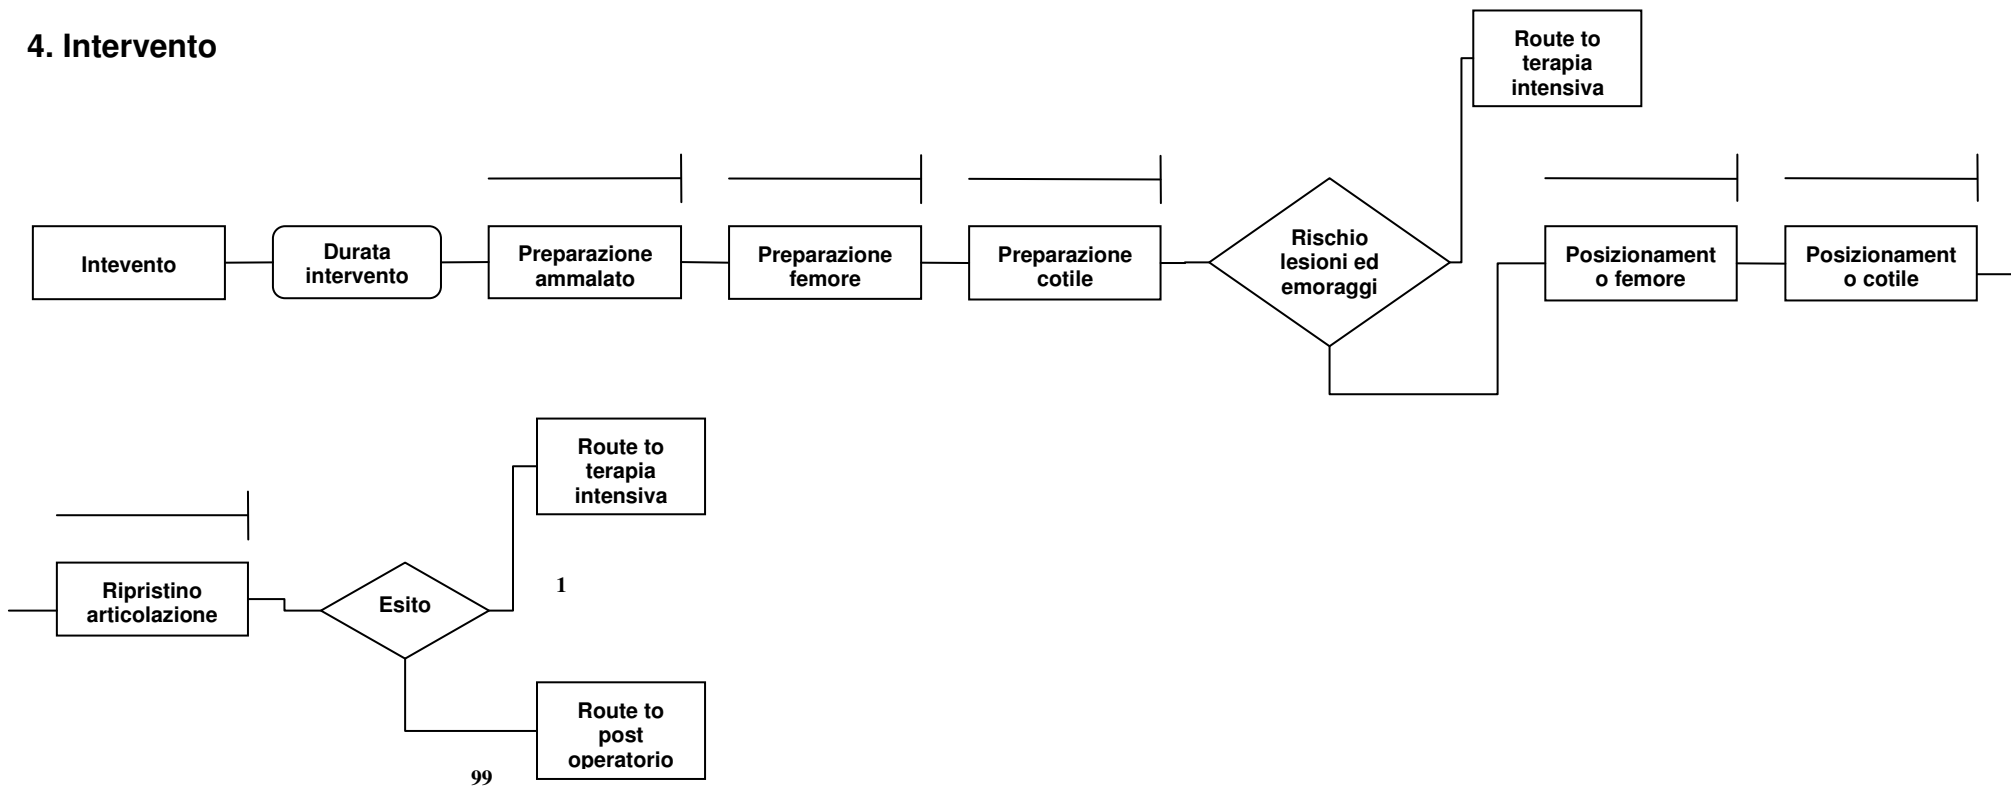 4. Intervento
Route to
terapia
intensiva
Intevento
Durata
intervento
Preparazione
ammalato
Preparazione
femore
Preparazione
cotile
Rischio
lesioni ed
emoraggi
Posizionament
o femore
Posizionament
o cotile
Route to
terapia
intensiva
Ripristino
articolazione
Esito
1
Route to
post
operatorio
99